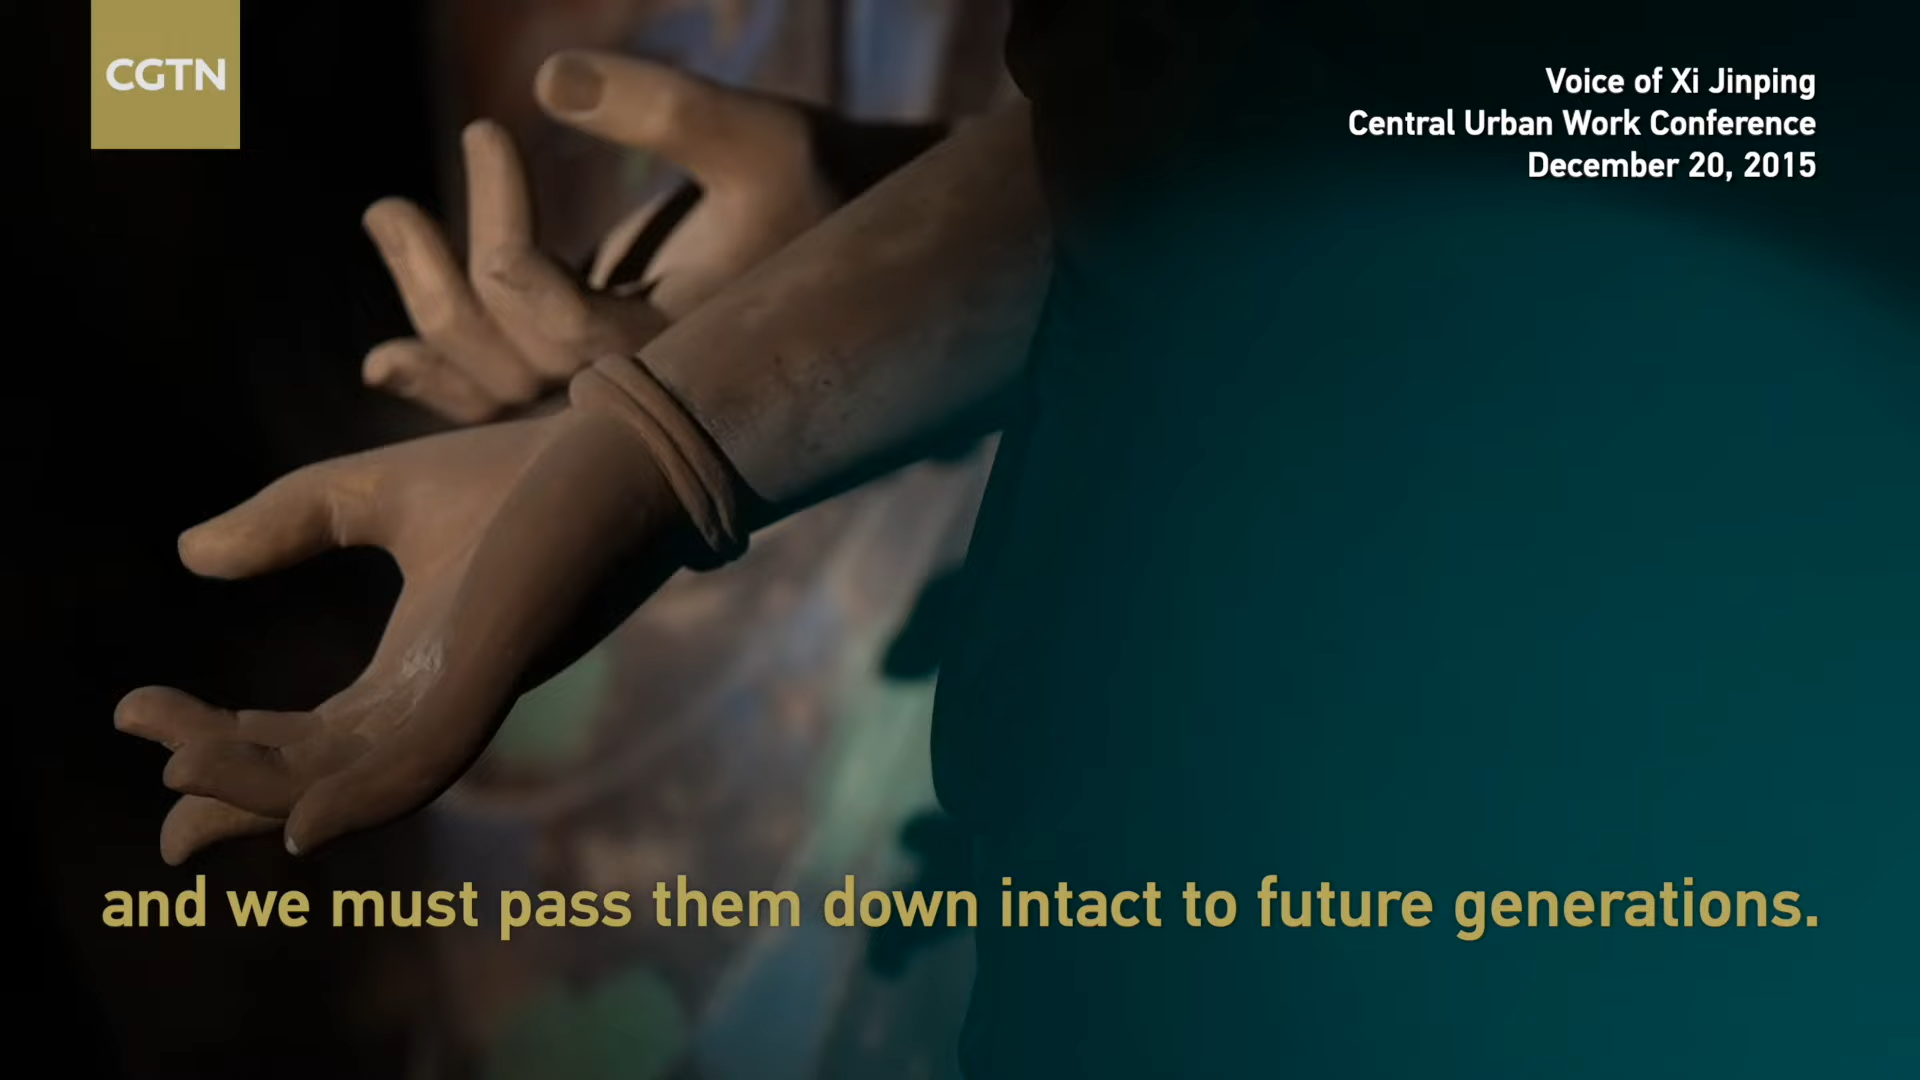 CGTN
Voice of Xi Jinping
Central Urban Work Conference
December 20, 2015
and we must pass them down intact to future generations.